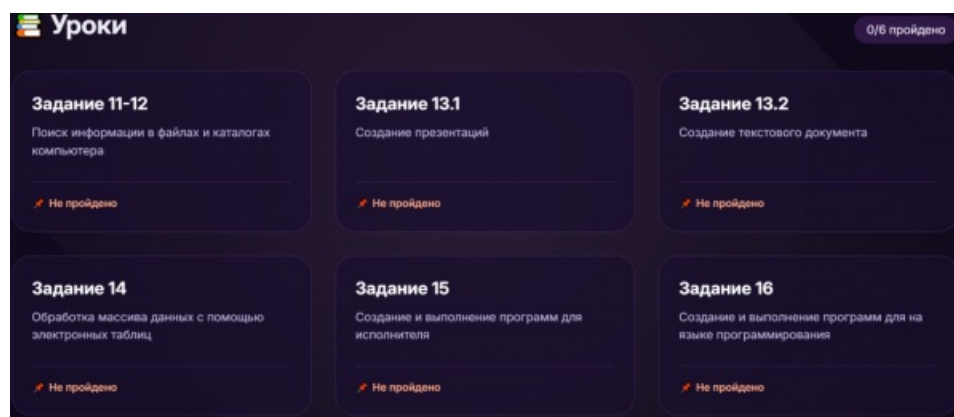 Уроки
0/6 пройдено
Задание 11-12
Поиск информации в файлах и каталогах
компьютера
Не пройдено
Задание 13.1
Создание презентаций
Не пройдено
Задание 13.2
Создание текстового документа
Не пройдено
Задание 14
Обработка массива данных с помощью
электронных таблиц
Не пройдено
Задание 15
Создание и выполнение программ для
исполнителя
Не пройдено
Задание 16
Создание и выполнение программ для на
языке программирования
Не пройдено